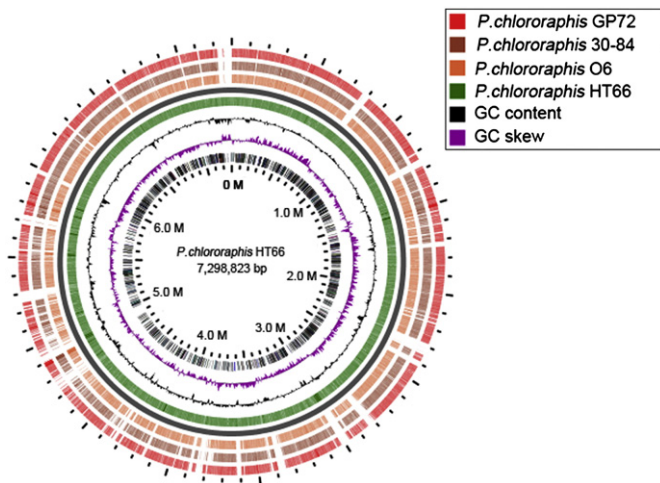 P.chlororaphis GP72
P.chlororaphis 30-84
P.chlororaphis O6
P.chlororaphis HT66
GC content
GC skew
0 M
1.0 M
2.0 M
3.0 M
4.0 M
5.0 M
6.0 M
P.chlororaphis HT66
7,298,823 bp